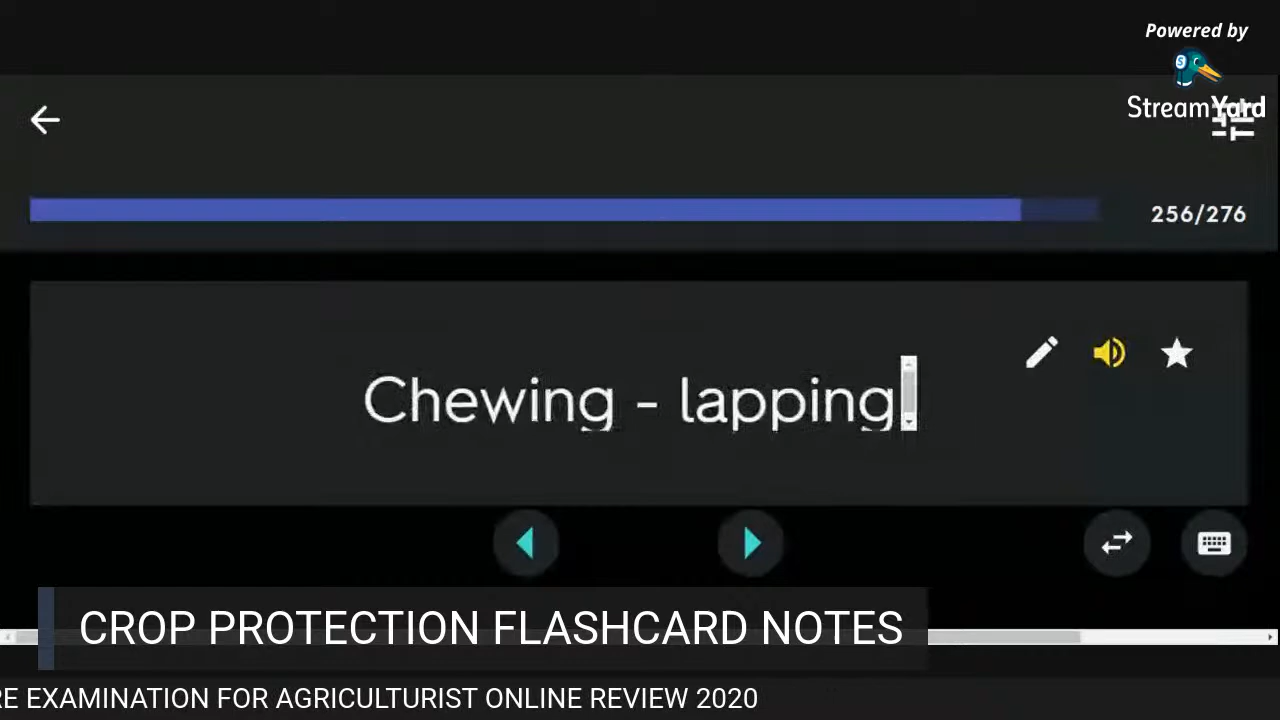 Powered by
StreamYard
256/276
Chewing - lapping
CROP PROTECTION FLASHCARD NOTES
RE EXAMINATION FOR AGRICULTURIST ONLINE REVIEW 2020